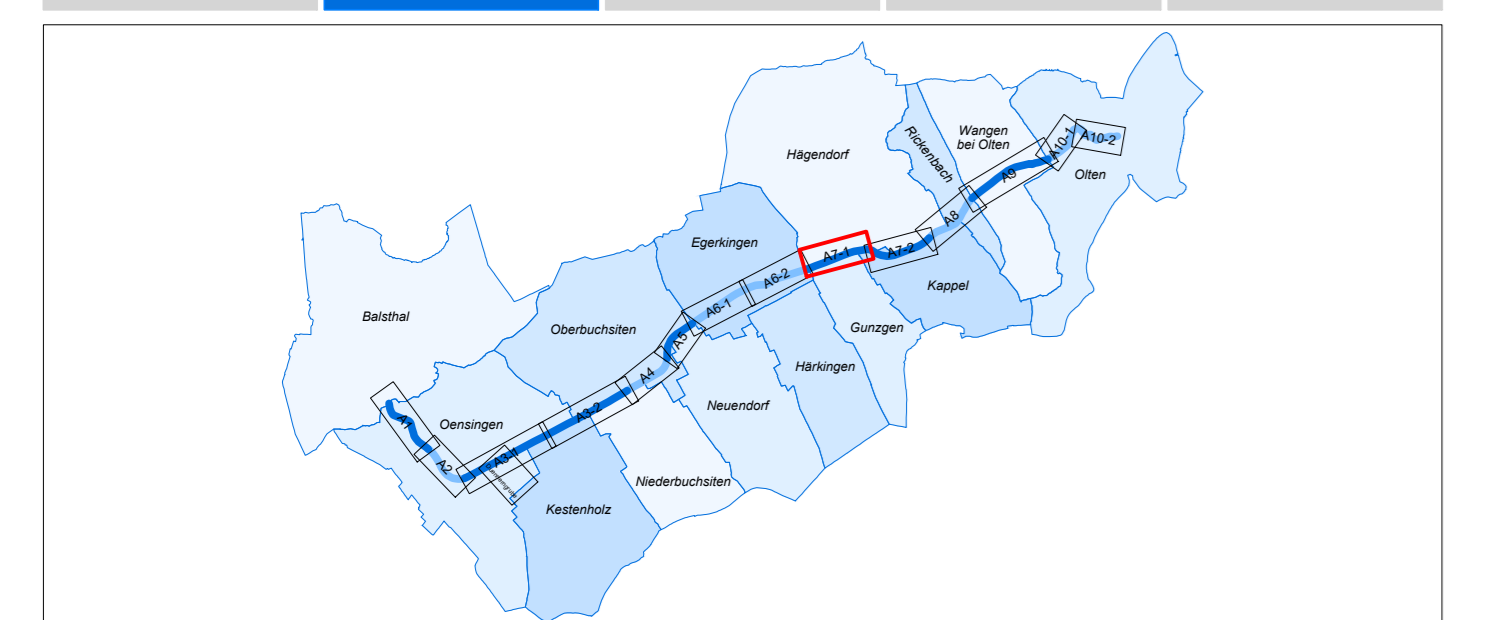 Hägendorf
Rickenbach
Wangen
bei Olten
A10-1
A10-2
Olten
A9
A8
Egerkingen
A7-1
A7-2
Kappel
A6-2
A6-1
Gunzgen
Balsthal
Oberbuchsiten
A5
Härkingen
A4
Neuendorf
A3-2
A1
Oensingen
A3-1
A2
Niederbuchsiten
Kestenholz